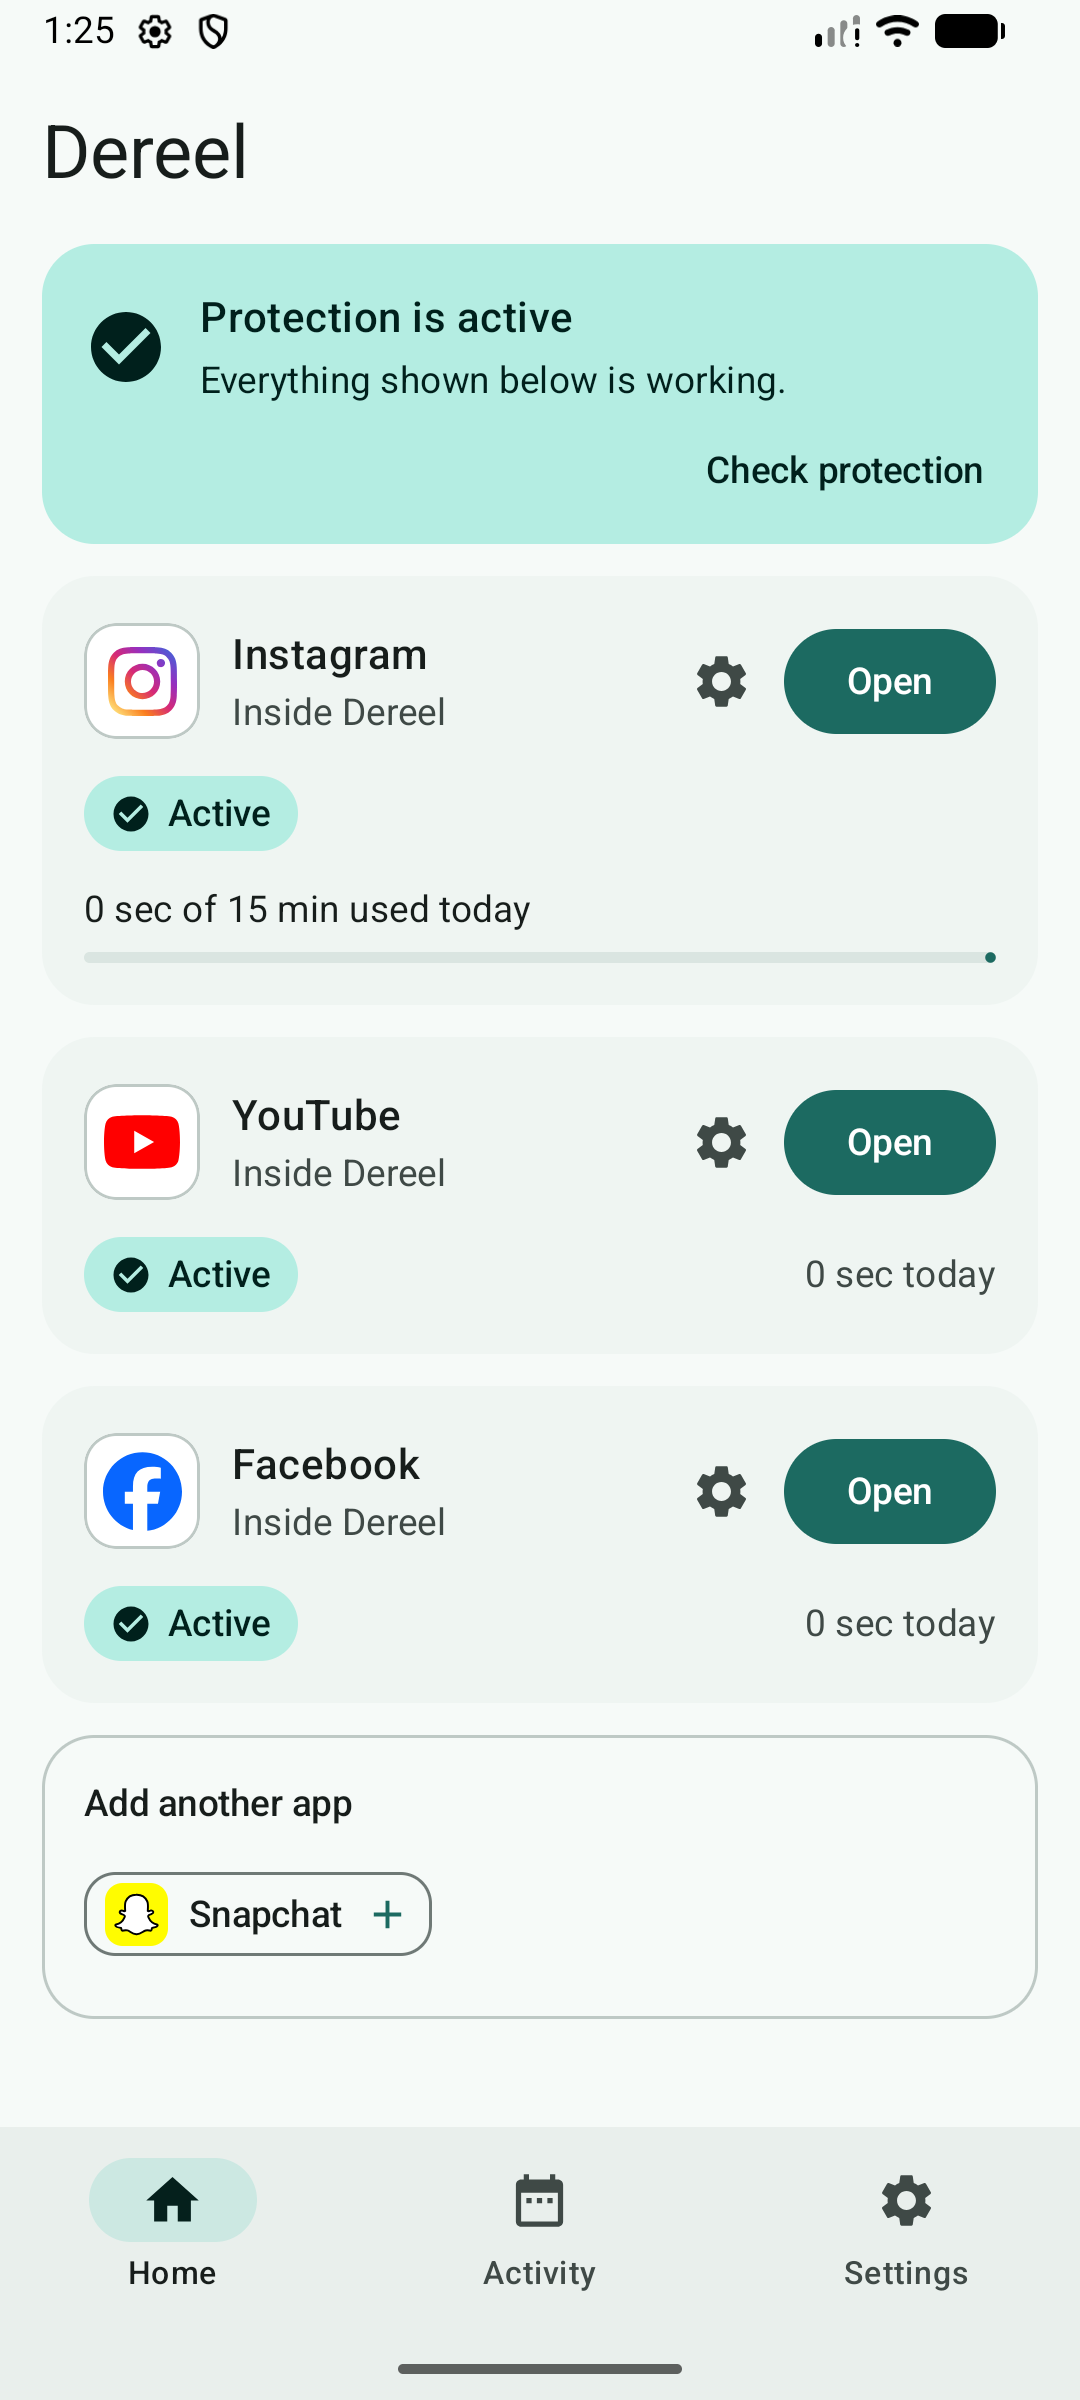 1:25
Dereel
Protection is active
Everything shown below is working.
Check protection
Instagram
Inside Dereel
Open
Active
0 sec of 15 min used today
YouTube
Inside Dereel
Open
Active
0 sec today
Facebook
Inside Dereel
Open
Active
0 sec today
Add another app
Snapchat
Home
Activity
Settings